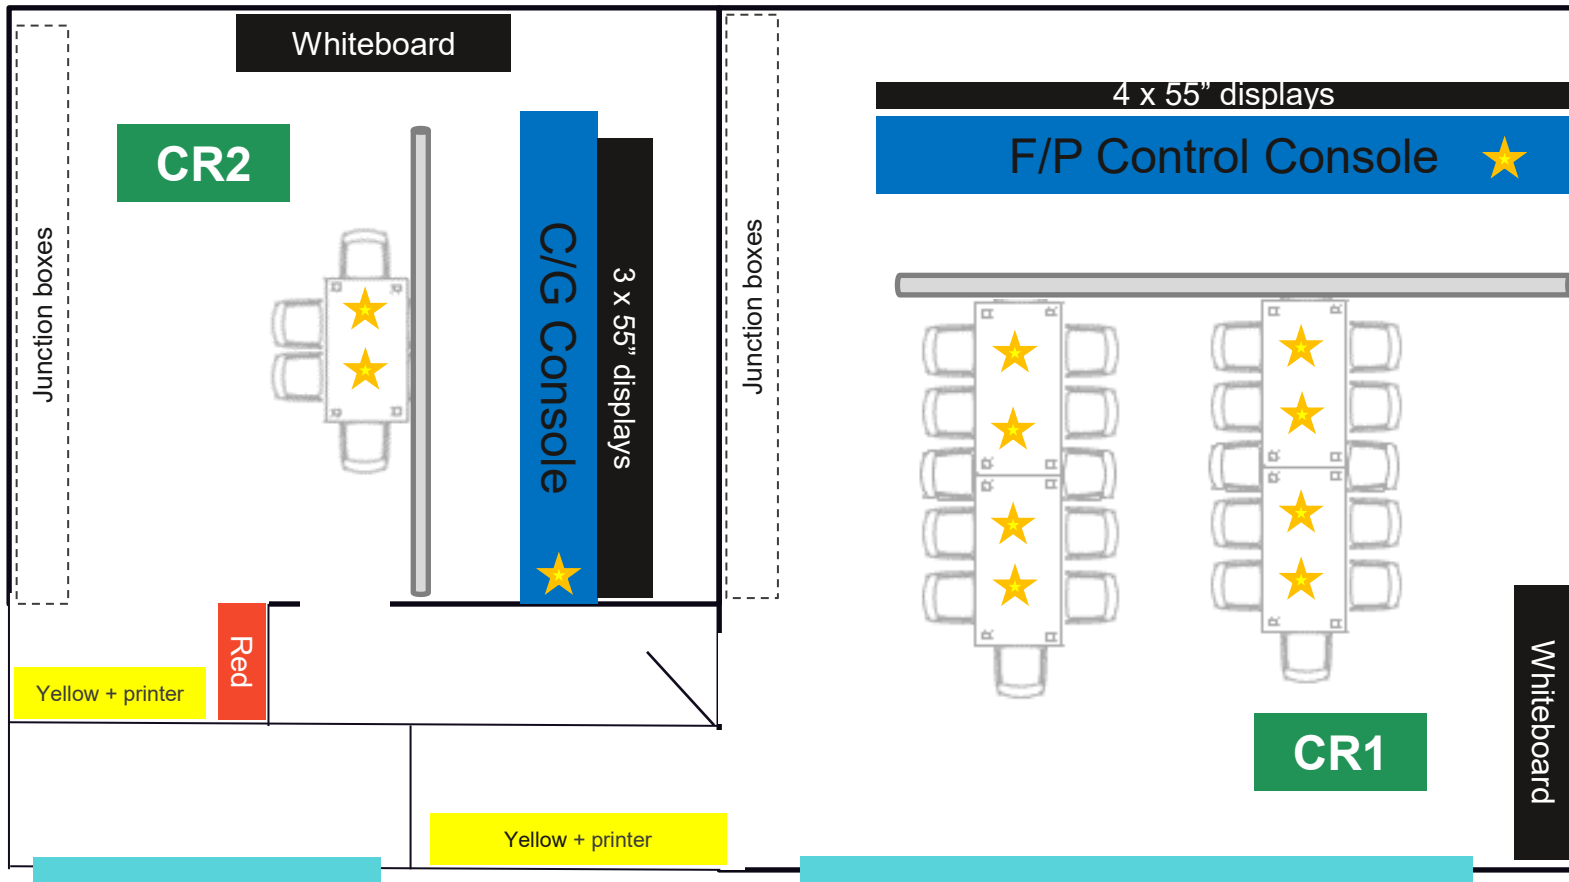 Whiteboard
CR2
Junction boxes
C/G Console
3 x 55” displays
Junction boxes
4 x 55” displays
F/P Control Console
Red
Yellow + printer
Yellow + printer
CR1
Whiteboard